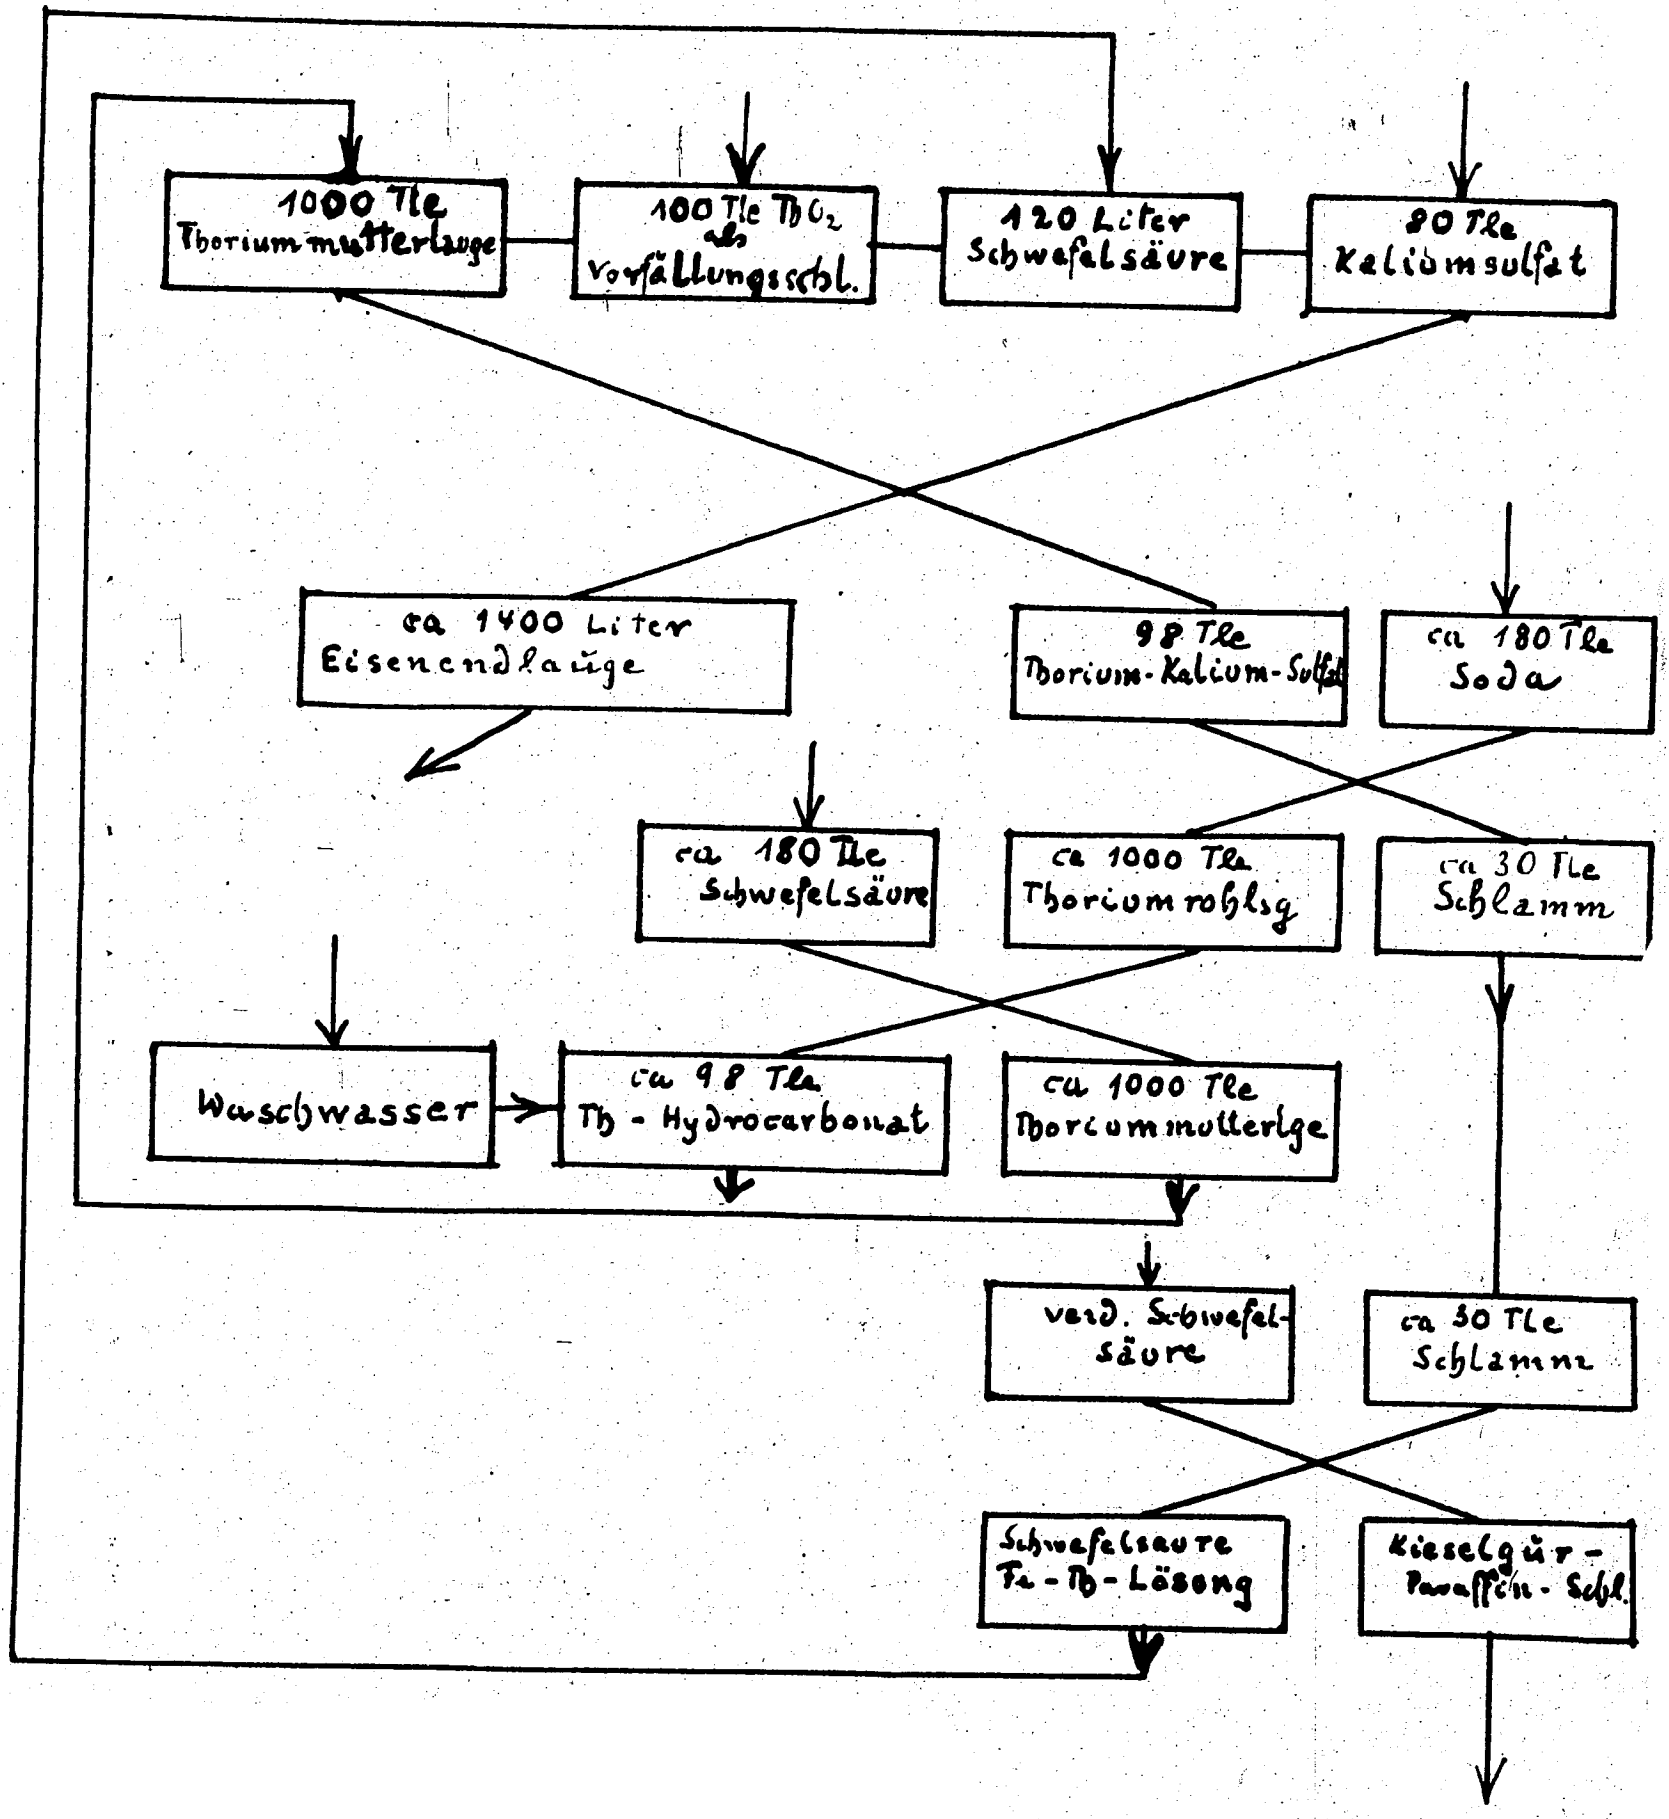 1000 Tle
Thoriummutterlauge
100 Tle ThO₂
als
Vorfällungsschl.
120 Liter
Schwefelsäure
80 Tle
Kaliumsulfat
ca 1400 Liter
Eisenendlauge
98 Tle
Thorium-Kalium-Sulfat
ca 180 Tle
Soda
ca 180 Tle
Schwefelsäure
ca 1000 Tle
Thoriumrohlsg
ca 30 Tle
Schlamm
Waschwasser
ca 98 Tle
Th - Hydrocarbonat
ca 1000 Tle
Thoriummutterlge
verd. Schwefel-
säure
ca 30 Tle
Schlamm
Schwefelsaure
Fe - Th - Lösung
Kieselgur -
Paraffin - Schl.